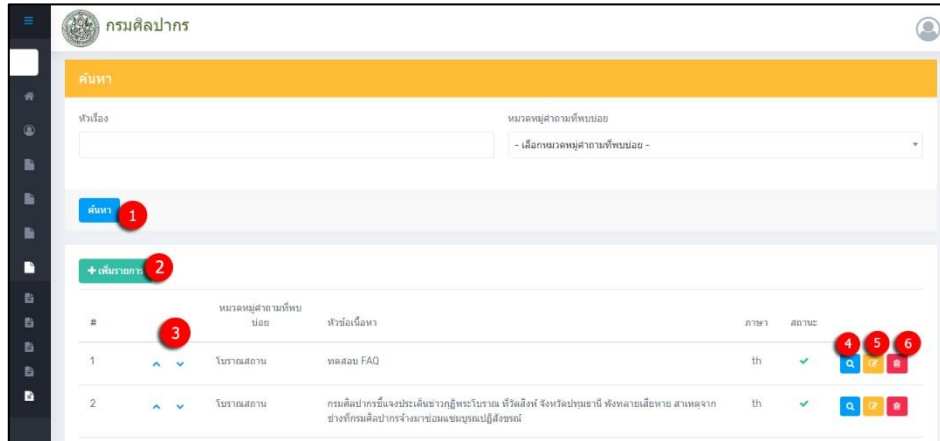 กรมศิลปากร
ค้นหา
หัวเรื่อง
หมวดหมู่คำถามที่พบบ่อย
- เลือกหมวดหมู่คำถามที่พบบ่อย -
ค้นหา
1
+ เพิ่มรายการ
2
#
3
หมวดหมู่คำถามที่พบ
บ่อย
หัวข้อเนื้อหา
ภาษา
สถานะ
4
5
6
1
โบราณสถาน
ทดสอบ FAQ
th
2
โบราณสถาน
กรมศิลปากรชี้แจงประเด็นข่าวกุฏิพระโบราณ ที่วัดสิงห์ จังหวัดปทุมธานี พังทลายเสียหาย สาเหตุจาก
ช่างที่กรมศิลปากรจ้างมาซ่อมแซมบูรณปฏิสังขรณ์
th